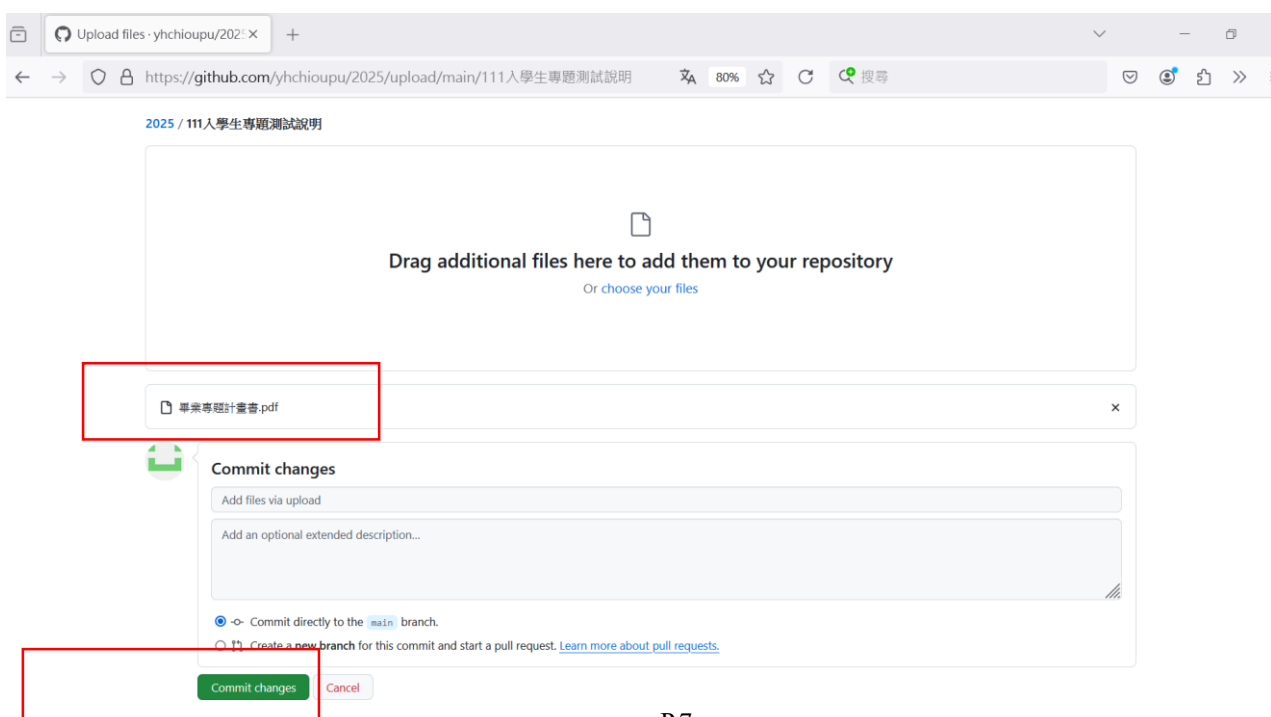 Upload files · yhchioupu/202
https://github.com/yhchioupu/2025/upload/main/111入學生專題測試說明
80%
搜尋
2025 / 111入學生專題測試說明
Drag additional files here to add them to your repository
Or choose your files
畢業專題計畫書.pdf
Commit changes
Add files via upload
Add an optional extended description...
Commit directly to the main branch.
Create a new branch for this commit and start a pull request. Learn more about pull requests.
Commit changes
Cancel